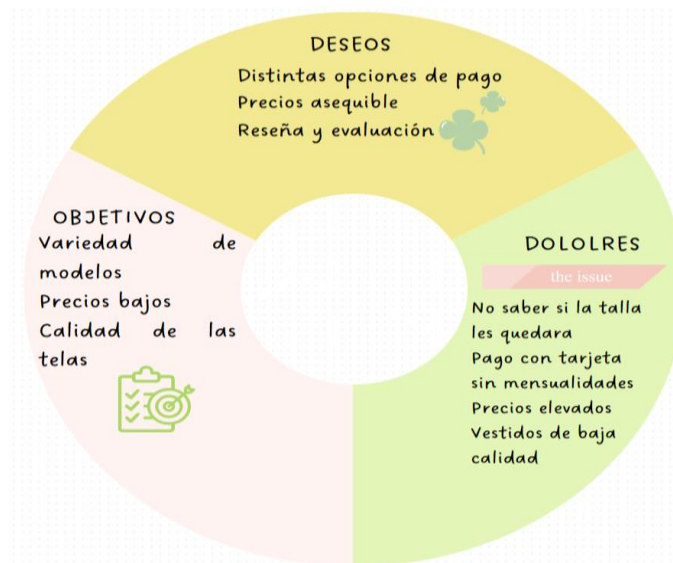 DESEOS
Distintas opciones de pago
Precios asequible
Reseña y evaluación
OBJETIVOS
Variedad de
modelos
Precios bajos
Calidad de las
telas
DOLOLRES
the issue
No saber si la talla
les quedara
Pago con tarjeta
sin mensualidades
Precios elevados
Vestidos de baja
calidad